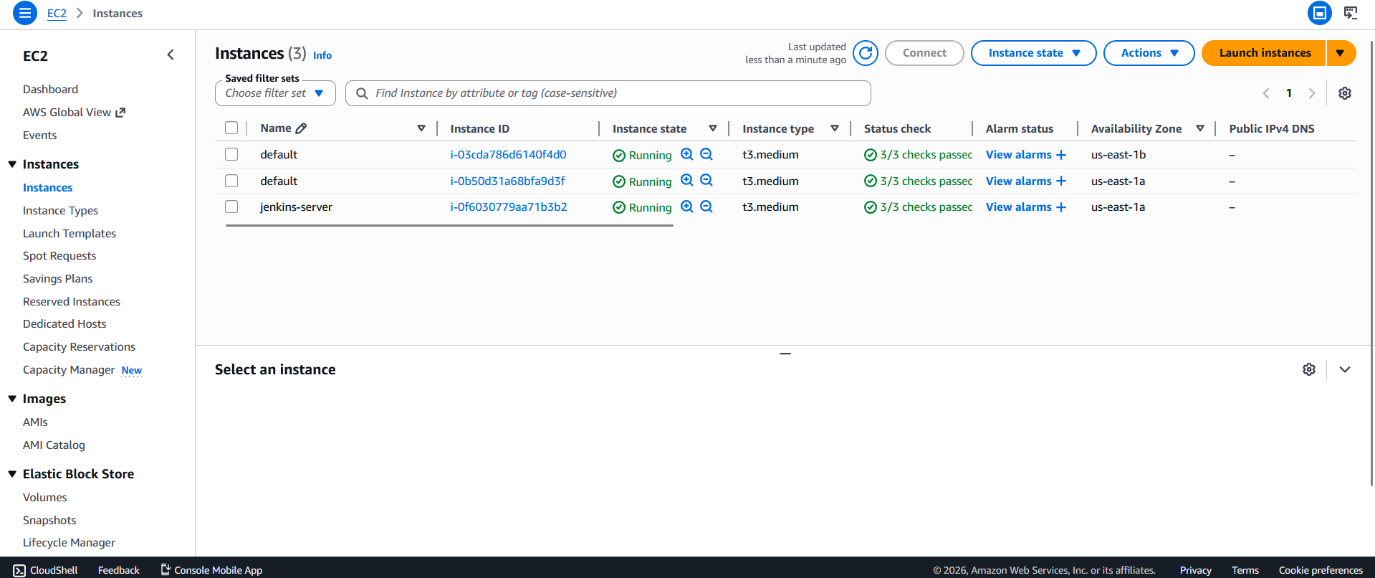 EC2 > Instances
EC2
Dashboard
AWS Global View
Events
Instances
Instances
Instance Types
Launch Templates
Spot Requests
Savings Plans
Reserved Instances
Dedicated Hosts
Capacity Reservations
Capacity Manager New
Images
AMIs
AMI Catalog
Elastic Block Store
Volumes
Snapshots
Lifecycle Manager
Instances (3) Info
Last updated
less than a minute ago
Connect
Instance state
Actions
Launch instances
Saved filter sets
Choose filter set
Find Instance by attribute or tag (case-sensitive)
1
Name Instance ID Instance state Instance type Status check Alarm status Availability Zone Public IPv4 DNS
default i-03cda786d6140f4d0 Running t3.medium 3/3 checks passed View alarms + us-east-1b –
default i-0b50d31a68bfa9d3f Running t3.medium 3/3 checks passed View alarms + us-east-1a –
jenkins-server i-0f6030779aa71b3b2 Running t3.medium 3/3 checks passed View alarms + us-east-1a –
Select an instance
CloudShell Feedback Console Mobile App © 2026, Amazon Web Services, Inc. or its affiliates. Privacy Terms Cookie preferences